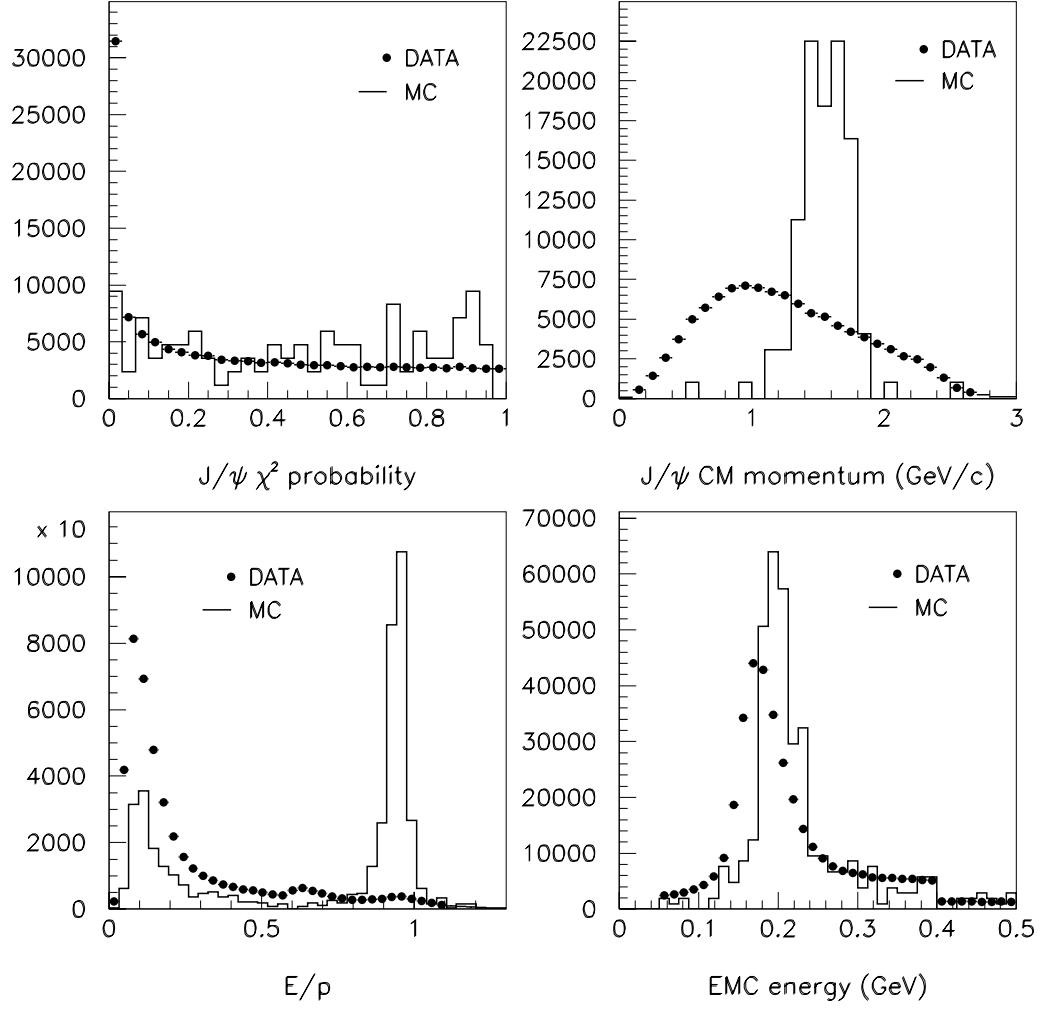 30000
25000
20000
15000
10000
5000
0
0 0.2 0.4 0.6 0.8 1
DATA
MC
J/ψ χ² probability
22500
20000
17500
15000
12500
10000
7500
5000
2500
0
0 1 2 3
DATA
MC
J/ψ CM momentum (GeV/c)
x 10
10000
8000
6000
4000
2000
0
0 0.5 1
DATA
MC
E/p
70000
60000
50000
40000
30000
20000
10000
0
0 0.1 0.2 0.3 0.4 0.5
DATA
MC
EMC energy (GeV)